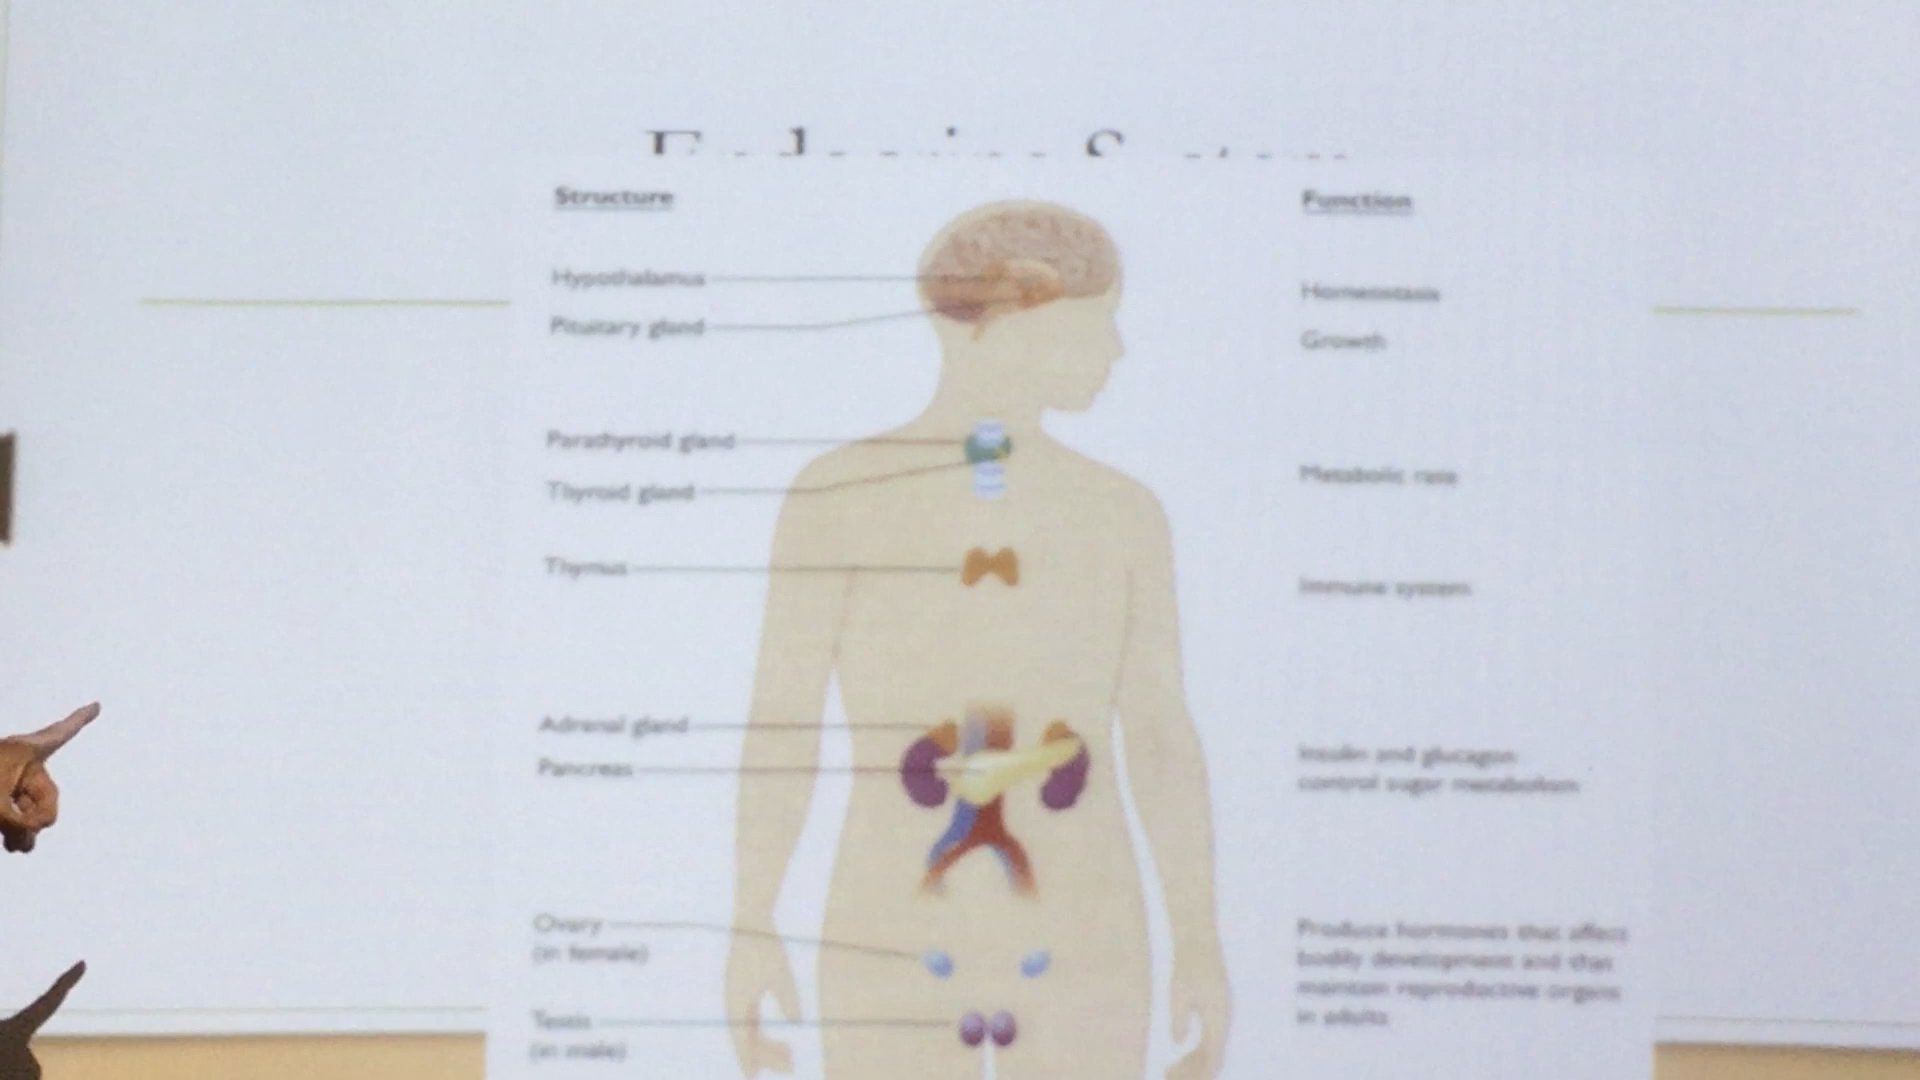 Endocrine System
Structure
Function
Hypothalamus
Homeostasis
Pituitary gland
Growth
Parathyroid gland
Thyroid gland
Metabolic rate
Thymus
Immune system
Adrenal gland
Pancreas
Insulin and glucagon
control sugar metabolism
Ovary
(in female)
Produce hormones that affect
bodily development and that
maintain reproductive organs
in adults
Testis
(in male)